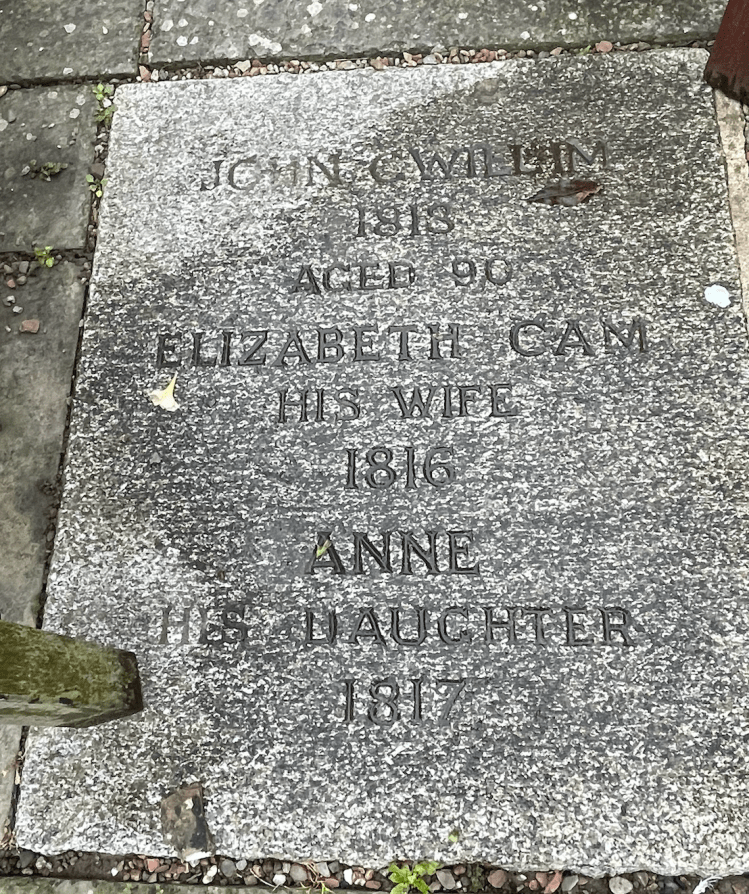 JOHN GWILLIM
1818
AGED 90
ELIZABETH CAM
HIS WIFE
1816
ANNE
HIS DAUGHTER
1817